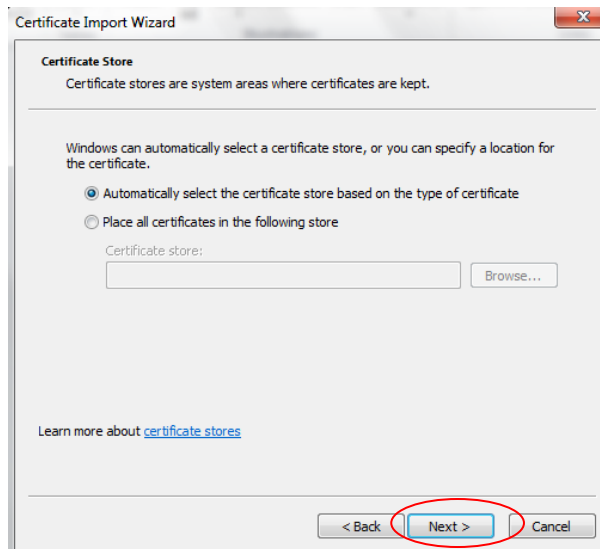 Certificate Import Wizard
Certificate Store
Certificate stores are system areas where certificates are kept.
Windows can automatically select a certificate store, or you can specify a location for
the certificate.
Automatically select the certificate store based on the type of certificate
Place all certificates in the following store
Certificate store:
Browse...
Learn more about certificate stores
< Back
Next >
Cancel